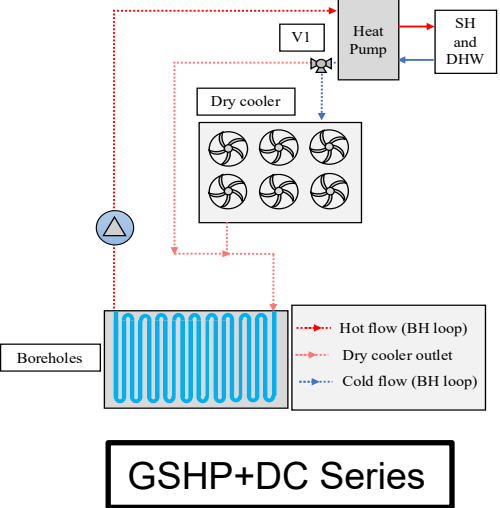 V1
Heat
Pump
SH
and
DHW
Dry cooler
Boreholes
Hot flow (BH loop)
Dry cooler outlet
Cold flow (BH loop)
GSHP+DC Series